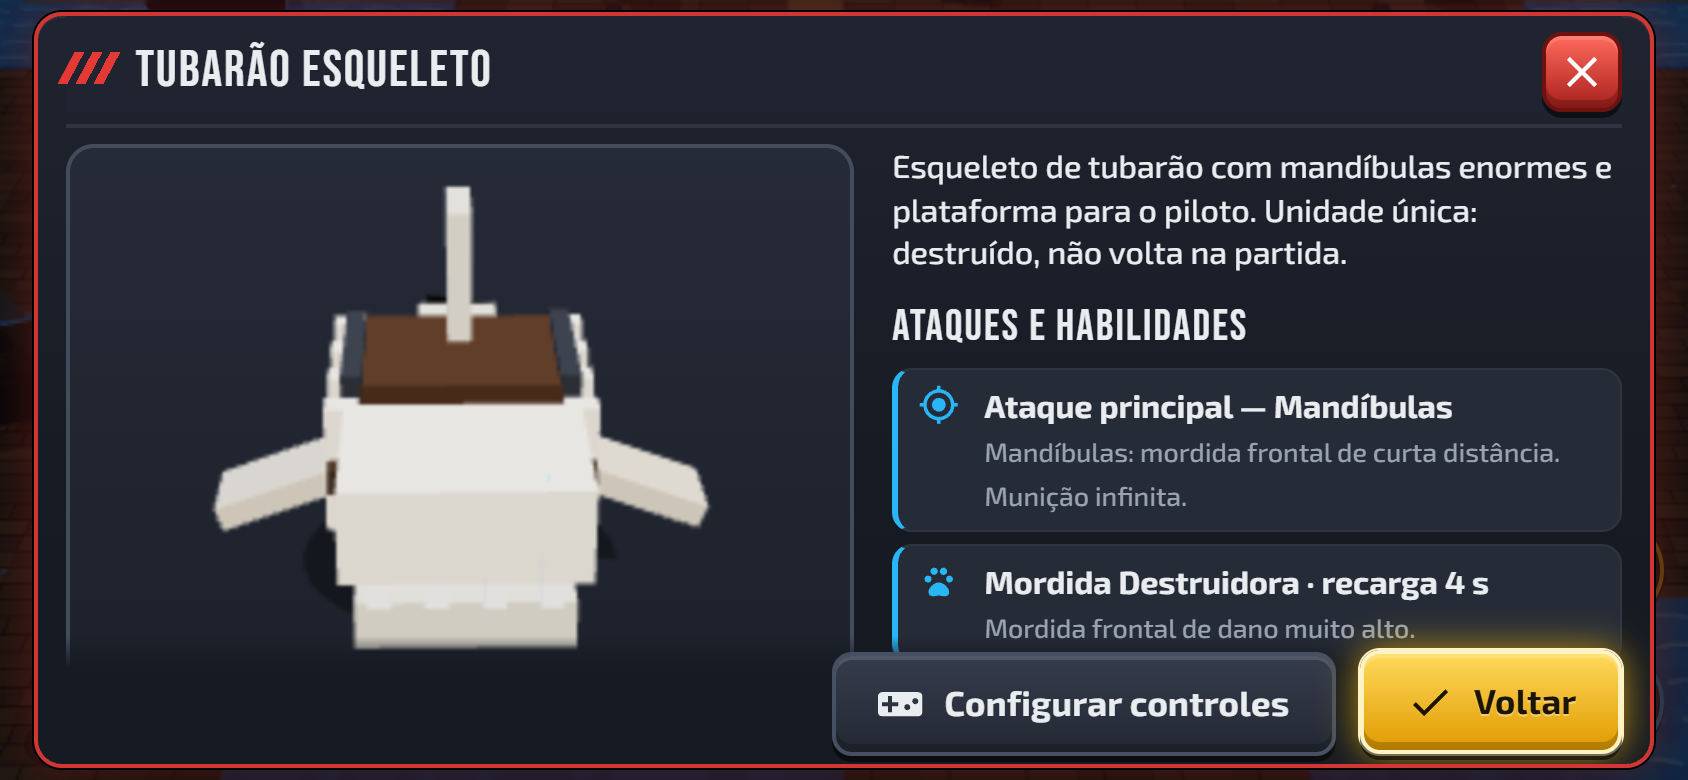 TUBARÃO ESQUELETO
Esqueleto de tubarão com mandíbulas enormes e
plataforma para o piloto. Unidade única:
destruído, não volta na partida.
ATAQUES E HABILIDADES
Ataque principal — Mandíbulas
Mandíbulas: mordida frontal de curta distância.
Munição infinita.
Mordida Destruidora · recarga 4 s
Mordida frontal de dano muito alto.
Configurar controles
Voltar